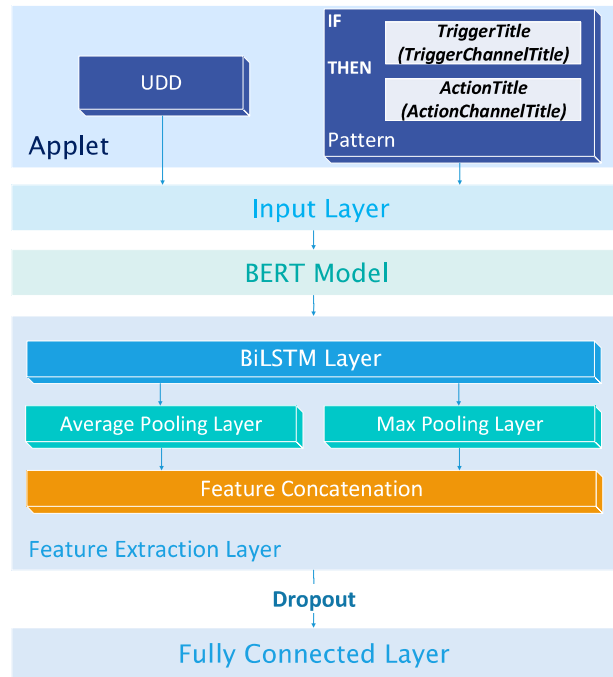 IF
TriggerTitle
(TriggerChannelTitle)
THEN
ActionTitle
(ActionChannelTitle)
Pattern
UDD
Applet
Input Layer
BERT Model
BiLSTM Layer
Average Pooling Layer
Max Pooling Layer
Feature Concatenation
Feature Extraction Layer
Dropout
Fully Connected Layer